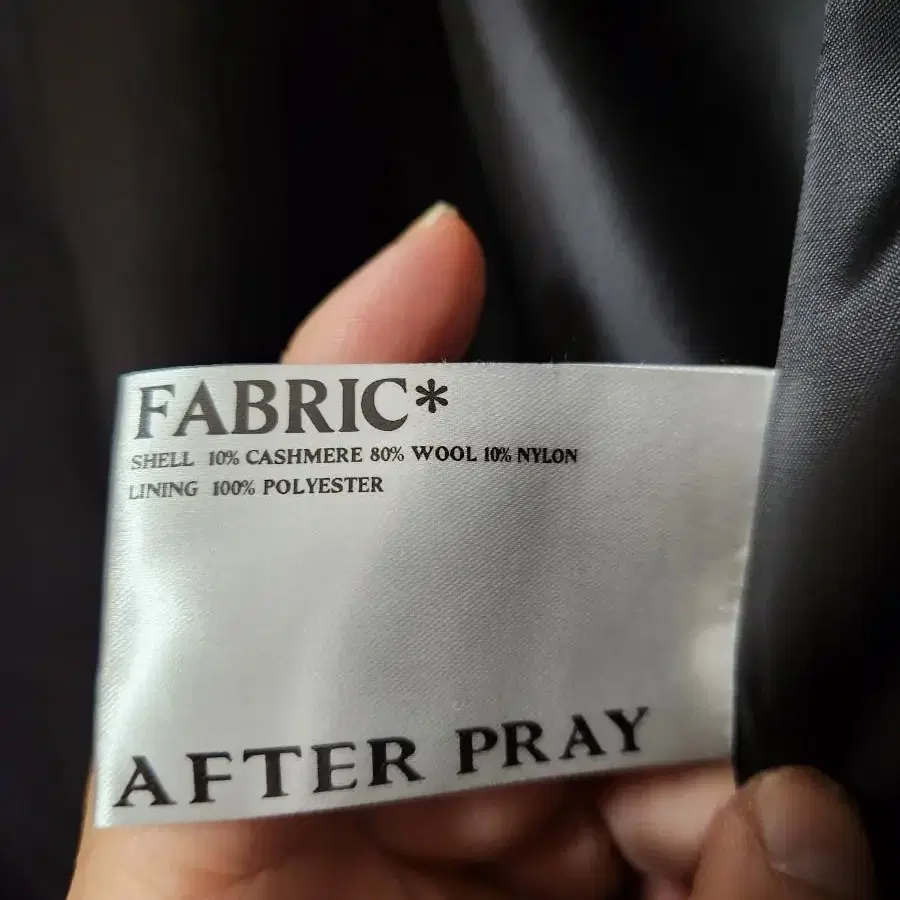 FABRIC*
SHELL 10% CASHMERE 80% WOOL 10% NYLON
LINING 100% POLYESTER
AFTER PRAY